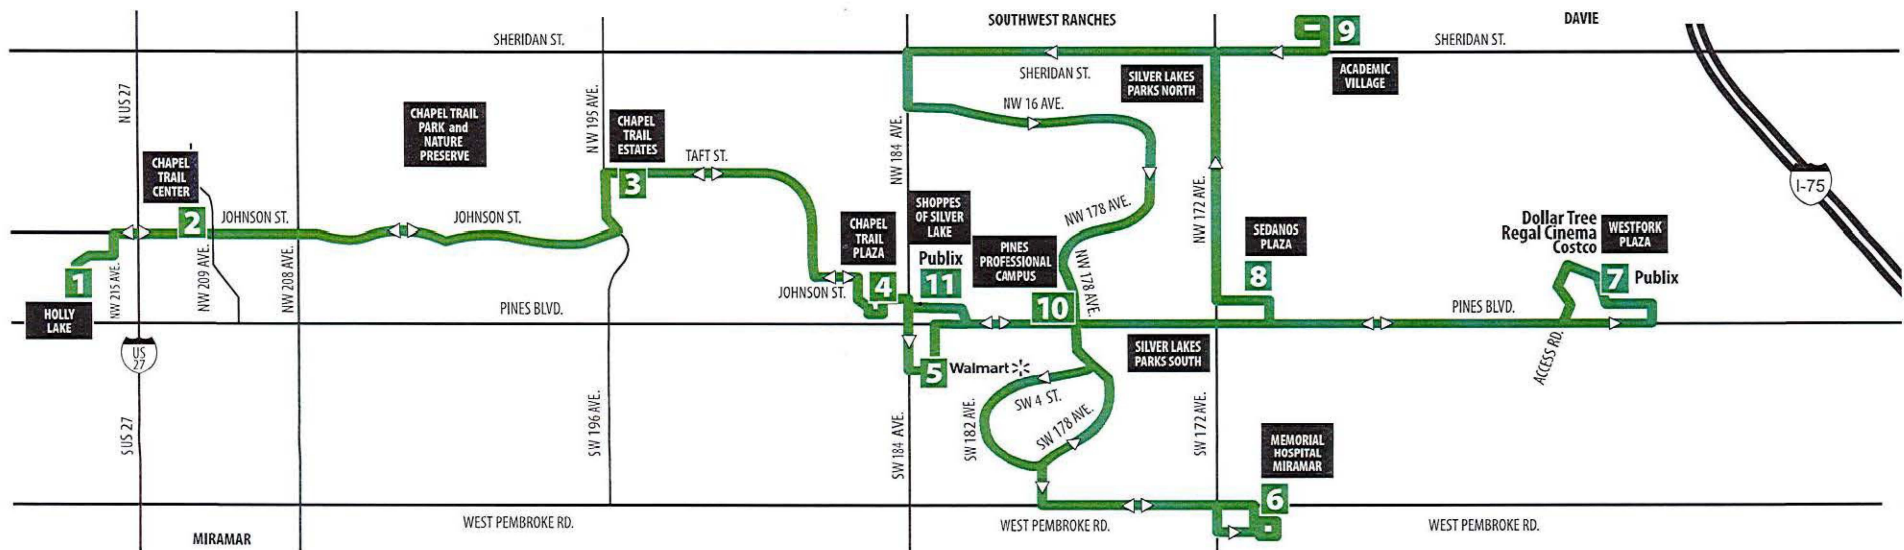 SOUTHWEST RANCHES
DAVIE
SHERIDAN ST.
9
SHERIDAN ST.
SHERIDAN ST.
ACADEMIC
VILLAGE
SILVER LAKES
PARKS NORTH
N US 27
N W 195 AVE.
NW 16 AVE.
CHAPEL TRAIL
PARK and
NATURE
PRESERVE
CHAPEL
TRAIL
ESTATES
NW 184 AVE.
TAFT ST.
CHAPEL
TRAIL
CENTER
3
I-75
2
JOHNSON ST.
JOHNSON ST.
NW 178 AVE.
NW 172 AVE.
SHOPPES
OF SILVER
LAKE
CHAPEL
TRAIL
PLAZA
PINES
PROFESSIONAL
CAMPUS
SEDANOS
PLAZA
Dollar Tree
Regal Cinema
Costco
WESTFORK
PLAZA
1
NW 215 AVE.
NW 209 AVE.
NW 208 AVE.
JOHNSON ST.
4
Publix
11
NW 178 AVE.
8
7
Publix
HOLLY
LAKE
PINES BLVD.
10
PINES BLVD.
US
27
5
Walmart
SILVER LAKES
PARKS SOUTH
ACCESS RD.
SW 4 ST.
S US 27
SW 196 AVE.
SW 184 AVE.
SW 182 AVE.
SW 178 AVE.
SW 172 AVE.
MEMORIAL
HOSPITAL
MIRAMAR
6
WEST PEMBROKE RD.
WEST PEMBROKE RD.
WEST PEMBROKE RD.
MIRAMAR